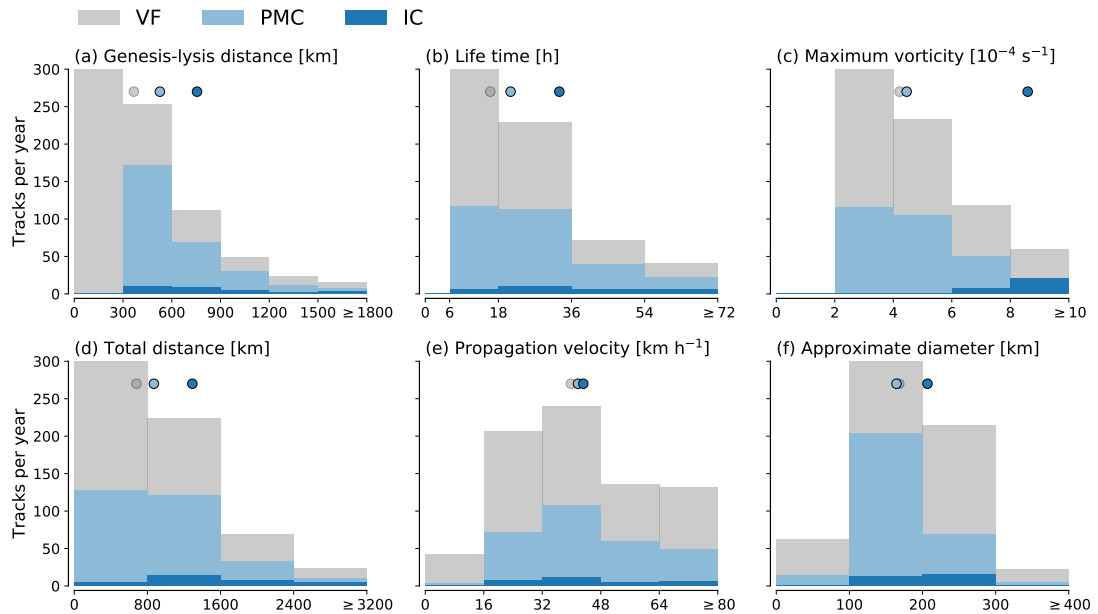 VF PMC IC
(a) Genesis-lysis distance [km]
300
250
200
150
100
50
0
Tracks per year
0 300 600 900 1200 1500 ≥1800
(b) Life time [h]
0 6 18 36 54 ≥72
(c) Maximum vorticity [10⁻⁴ s⁻¹]
0 2 4 6 8 ≥10
(d) Total distance [km]
300
250
200
150
100
50
0
Tracks per year
0 800 1600 2400 ≥3200
(e) Propagation velocity [km h⁻¹]
0 16 32 48 64 ≥80
(f) Approximate diameter [km]
0 100 200 300 ≥400